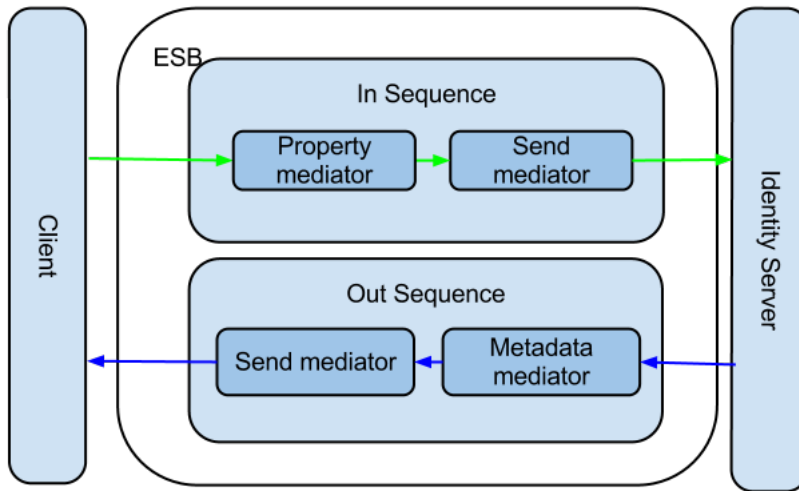 ESB
In Sequence
Property
mediator
Send
mediator
Client
Identity Server
Out Sequence
Send mediator
Metadata
mediator